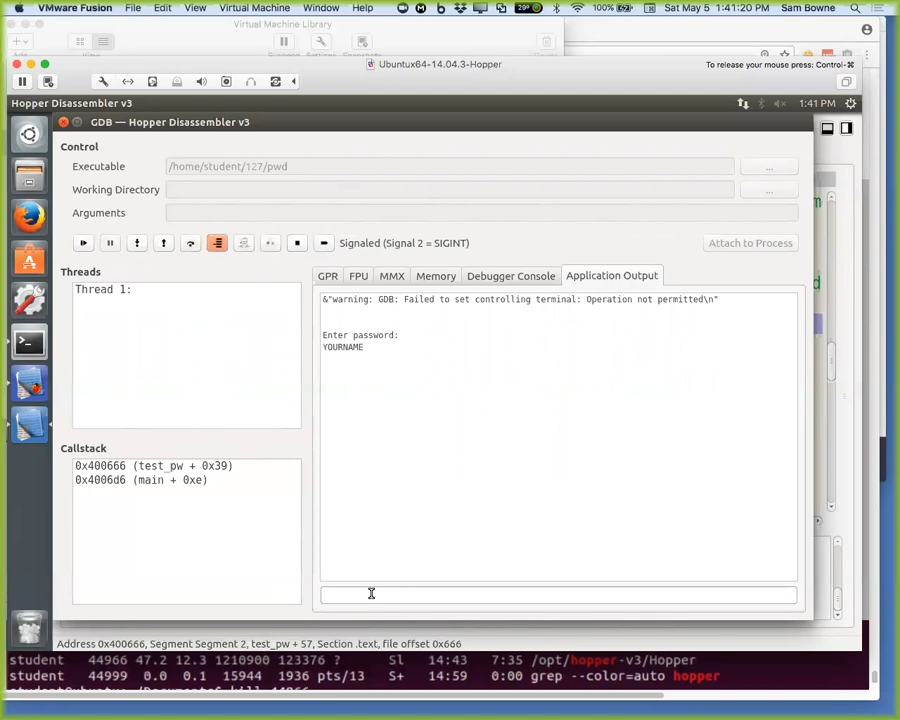 VMware Fusion File Edit View Virtual Machine Window Help 29° 100% Sat May 5 1:41:20 PM Sam Bowne
Virtual Machine Library
Ubuntu64-14.04.3-Hopper
To release your mouse press: Control-⌘
Hopper Disassembler v3
1:41 PM
GDB — Hopper Disassembler v3
Control
Executable /home/student/127/pwd ...
Working Directory ...
Arguments
Signaled (Signal 2 = SIGINT) Attach to Process
Threads
GPR FPU MMX Memory Debugger Console Application Output
Thread 1:
&"warning: GDB: Failed to set controlling terminal: Operation not permitted\n"
Enter password:
YOURNAME
Callstack
0x400666 (test_pw + 0x39)
0x4006d6 (main + 0xe)
Address 0x400666, Segment Segment 2, test_pw + 57, Section .text, file offset 0x666
student 44966 47.2 12.3 1210900 123376 ? Sl 14:43 7:35 /opt/hopper-v3/Hopper
student 44999 0.0 0.1 15944 1936 pts/13 S+ 14:59 0:00 grep --color=auto hopper